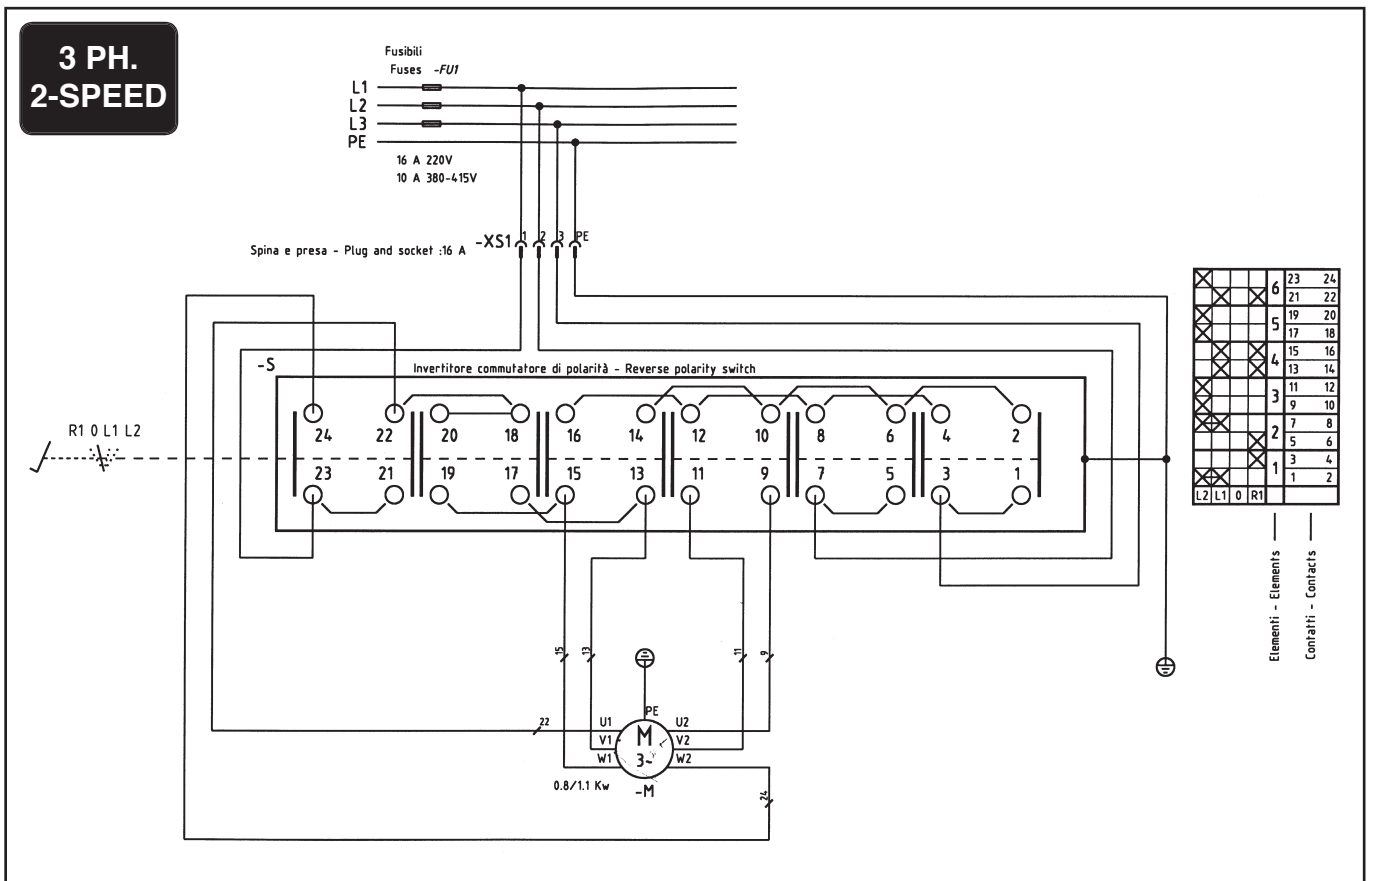 3 PH.
2-SPEED
Fusibili
Fuses -FU1
L1
L2
L3
PE
16 A 220V
10 A 380-415V
Spina e presa - Plug and socket :16 A
-XS1 1 2 3 PE
-S
Invertitore commutatore di polarità - Reverse polarity switch
R1 0 L1 L2
24 22 20 18 16 14 12 10 8 6 4 2
23 21 19 17 15 13 11 9 7 5 3 1
15 13 11 9
PE
22
U1 M U2
V1 V2
W1 3~ W2
0.8/1.1 Kw
-M
24
6 23 24
21 22
5 19 20
17 18
4 15 16
13 14
3 11 12
9 10
2 7 8
5 6
1 3 4
1 2
L2 L1 0 R1
Elementi - Elements
Contatti - Contacts